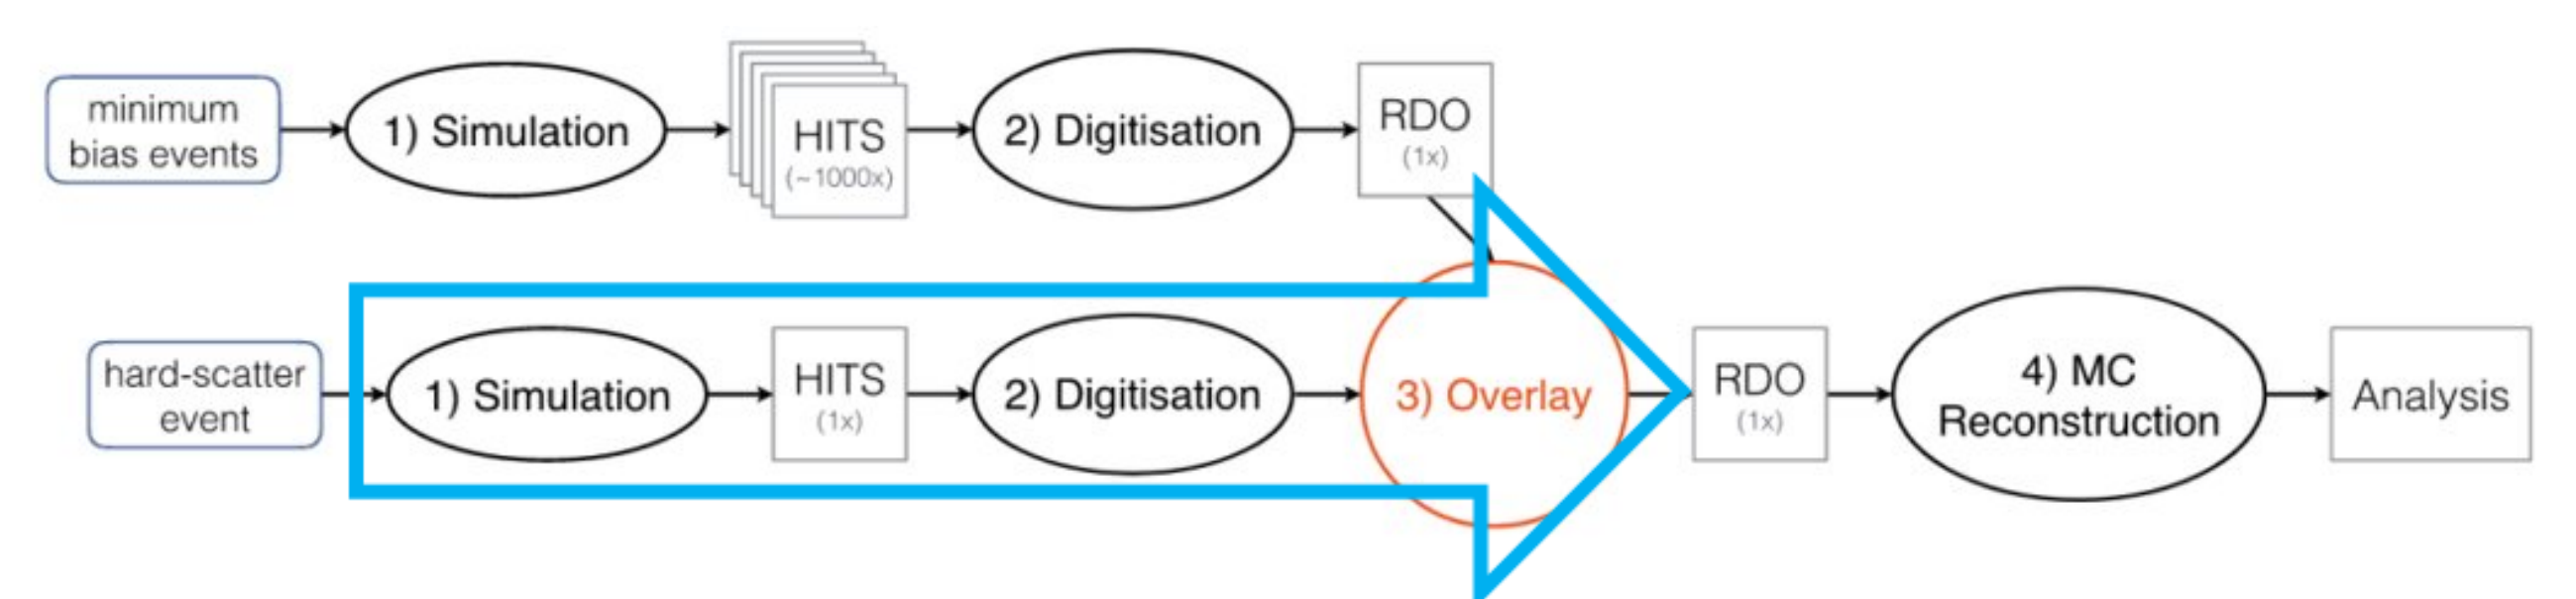 minimum
bias events
1) Simulation
HITS
(~1000x)
2) Digitisation
RDO
(1x)
hard-scatter
event
1) Simulation
HITS
(1x)
2) Digitisation
3) Overlay
RDO
(1x)
4) MC
Reconstruction
Analysis